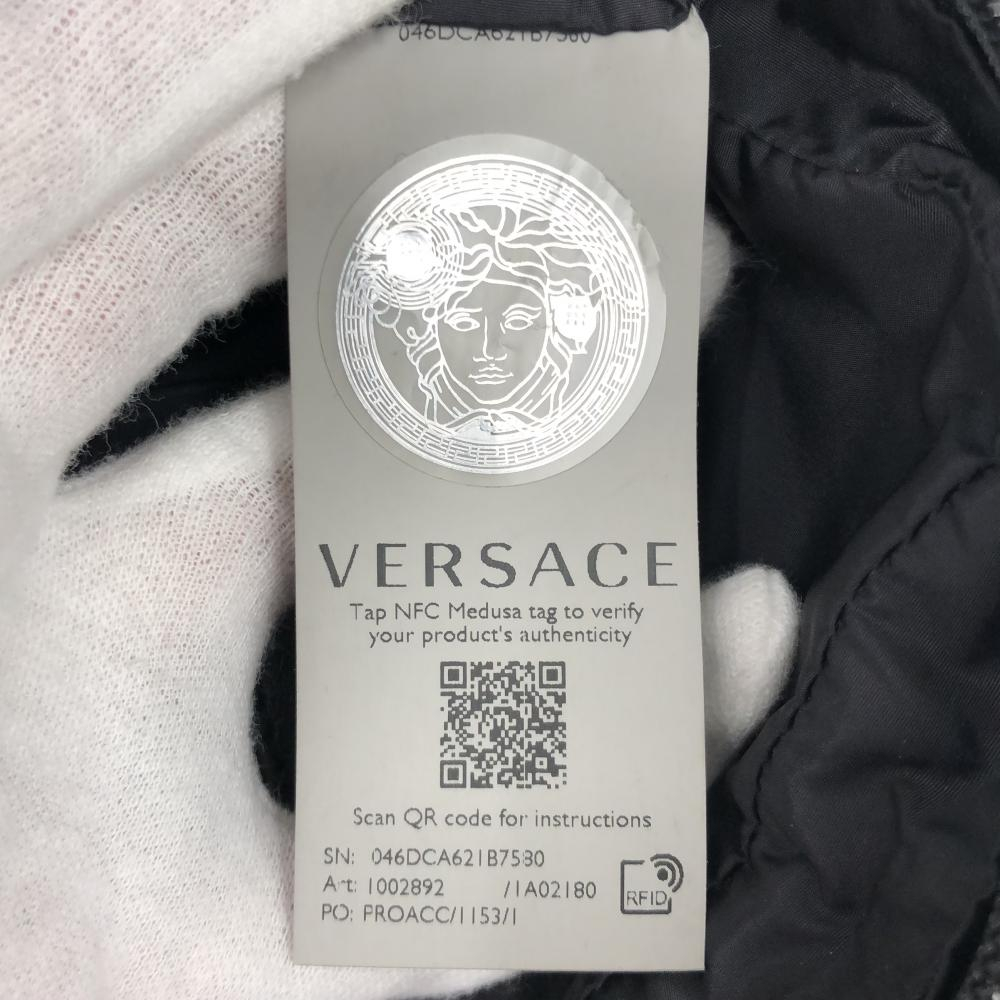 046DCA621B7580
VERSACE
Tap NFC Medusa tag to verify
your product's authenticity
Scan QR code for instructions
SN: 046DCA621B7580
Art: 1002892 /1A02180
PO: PROACC/1153/1
RFID